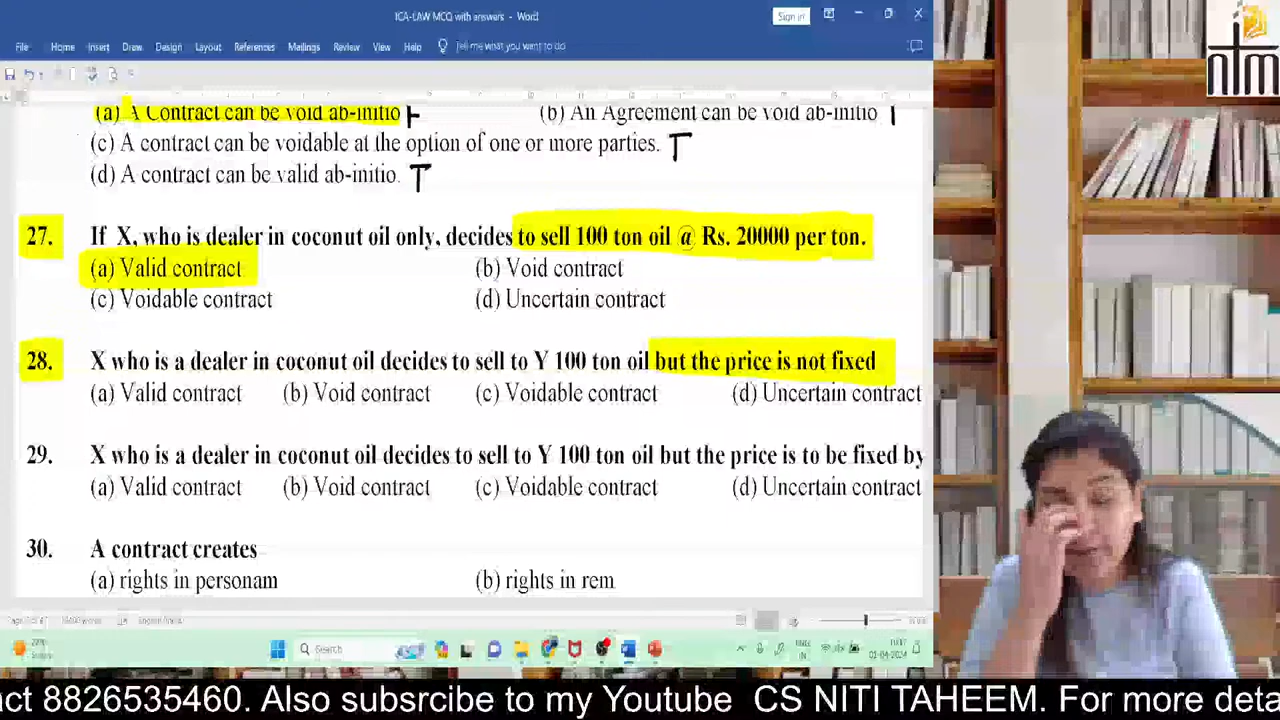 ICA-LAW MCQ with answers - Word
Sign in
File Home Insert Draw Design Layout References Mailings Review View Help Tell me what you want to do
(a) A Contract can be void ab-initio F (b) An Agreement can be void ab-initio
(c) A contract can be voidable at the option of one or more parties. T
(d) A contract can be valid ab-initio. T
27. If X, who is dealer in coconut oil only, decides to sell 100 ton oil @ Rs. 20000 per ton.
(a) Valid contract (b) Void contract
(c) Voidable contract (d) Uncertain contract
28. X who is a dealer in coconut oil decides to sell to Y 100 ton oil but the price is not fixed
(a) Valid contract (b) Void contract (c) Voidable contract (d) Uncertain contract
29. X who is a dealer in coconut oil decides to sell to Y 100 ton oil but the price is to be fixed by
(a) Valid contract (b) Void contract (c) Voidable contract (d) Uncertain contract
30. A contract creates
(a) rights in personam (b) rights in rem
Search
01-04-2024
act 8826535460. Also subsrcibe to my Youtube CS NITI TAHEEM. For more deta
ntm